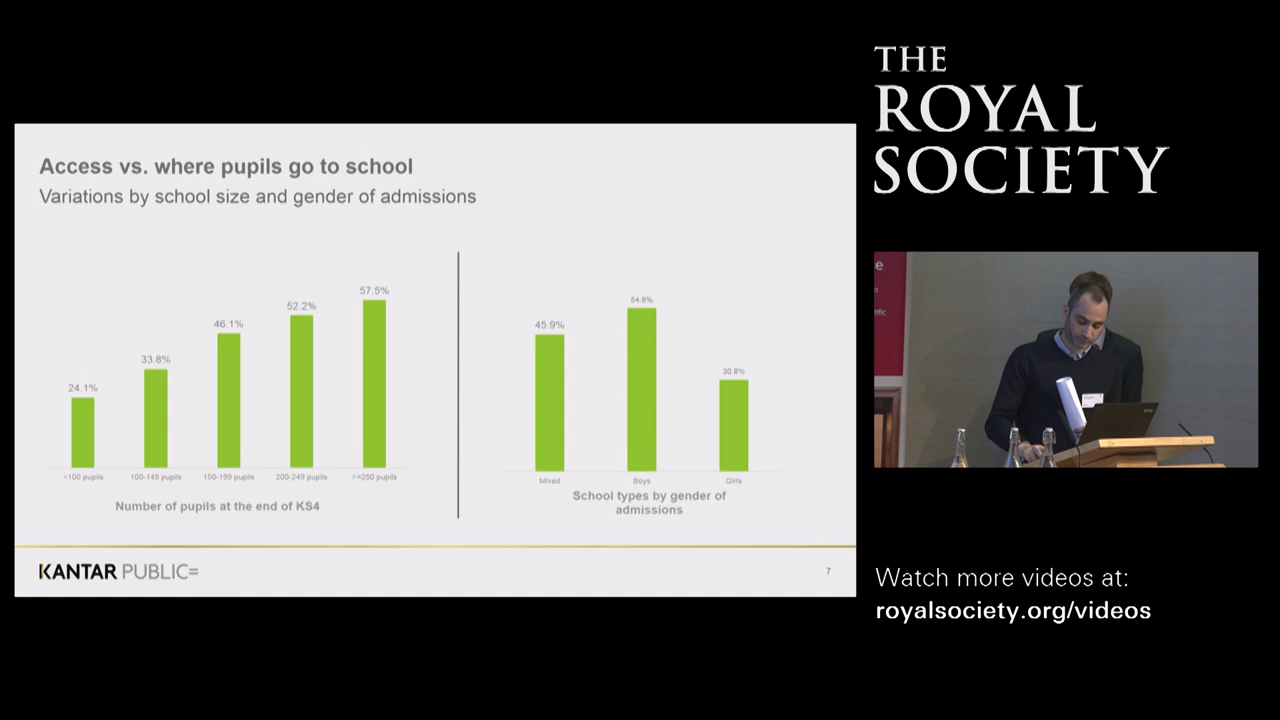 THE
ROYAL
SOCIETY
Access vs. where pupils go to school
Variations by school size and gender of admissions
24.1%
33.8%
46.1%
52.2%
57.5%
<100 pupils
100-149 pupils
150-199 pupils
200-249 pupils
>=250 pupils
Number of pupils at the end of KS4
45.9%
54.8%
30.8%
Mixed
Boys
Girls
School types by gender of
admissions
KANTAR PUBLIC=
7
Watch more videos at:
royalsociety.org/videos